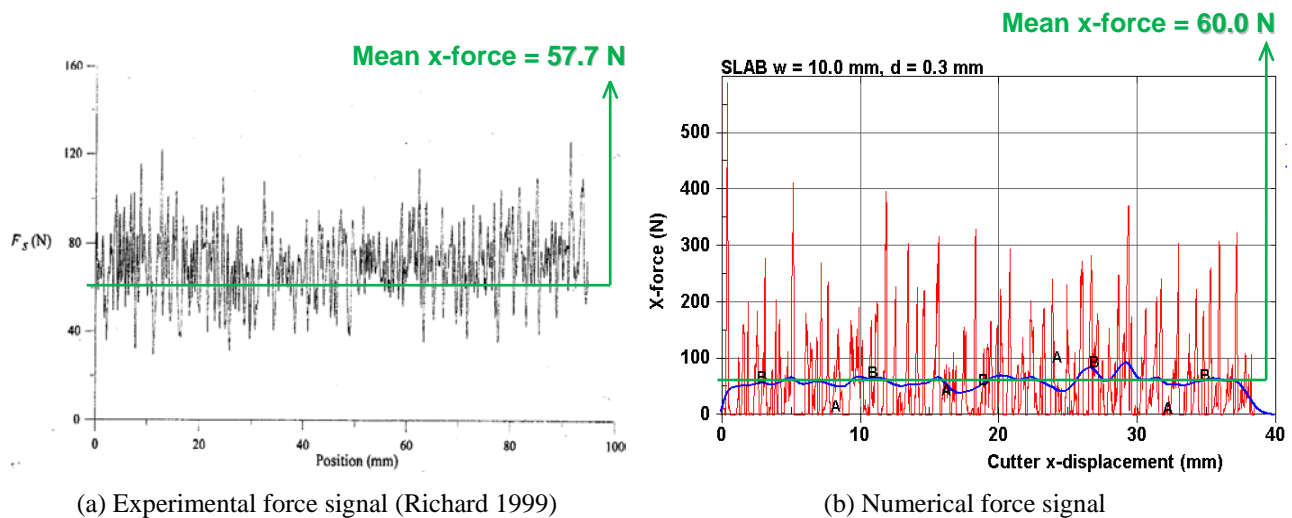 Mean x-force = 57.7 N
160
120
F_S (N)
80
40
0
0 20 40 60 80 100
Position (mm)
(a) Experimental force signal (Richard 1999)
Mean x-force = 60.0 N
SLAB w = 10.0 mm, d = 0.3 mm
500
400
X-force (N)
300
200
100
0
A
B
B
B
A
A
B
B
A
0 10 20 30 40
Cutter x-displacement (mm)
(b) Numerical force signal